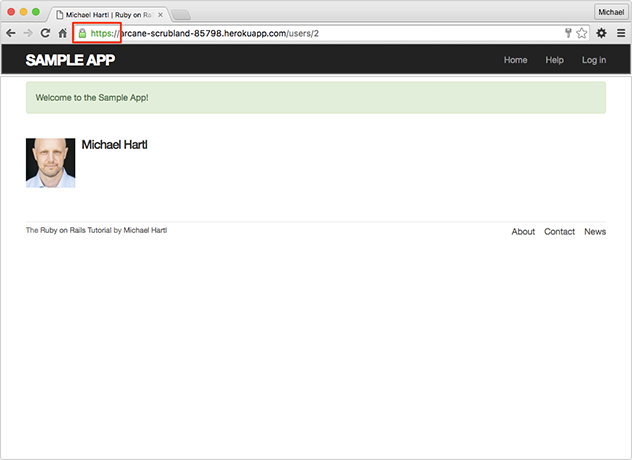 Michael Hartl | Ruby on Rai
Michael
https://arcane-scrubland-85798.herokuapp.com/users/2
SAMPLE APP
Home Help Log in
Welcome to the Sample App!
Michael Hartl
The Ruby on Rails Tutorial by Michael Hartl
About Contact News